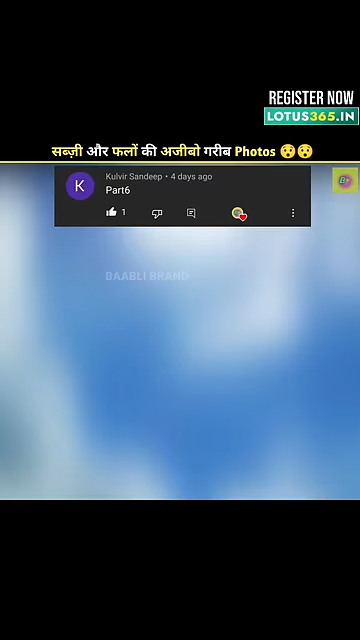 REGISTER NOW
LOTUS365.IN
सब्ज़ी और फलों की अजीबो गरीब Photos 😯😯
K
Kulvir Sandeep • 4 days ago
Part6
1
BAABLI BRAND